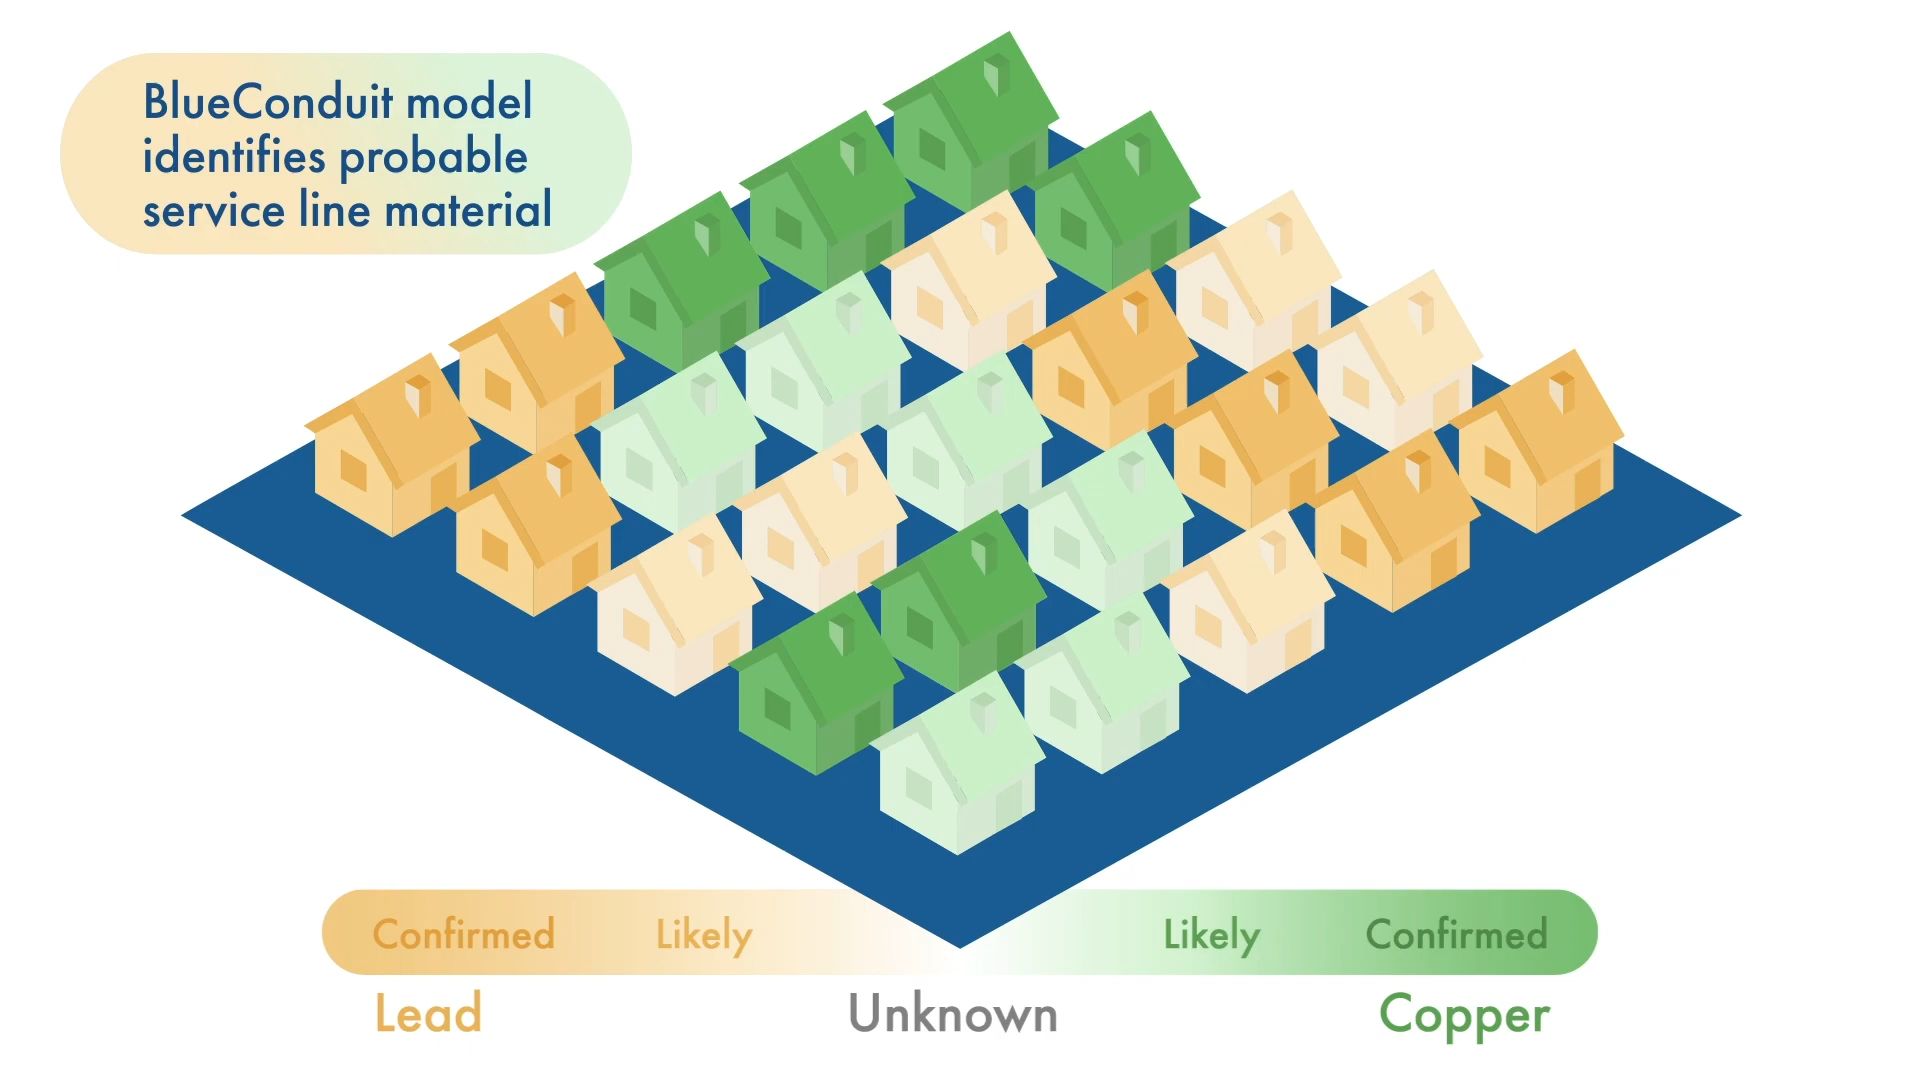 BlueConduit model
identifies probable
service line material
Confirmed Likely Likely Confirmed
Lead Unknown Copper